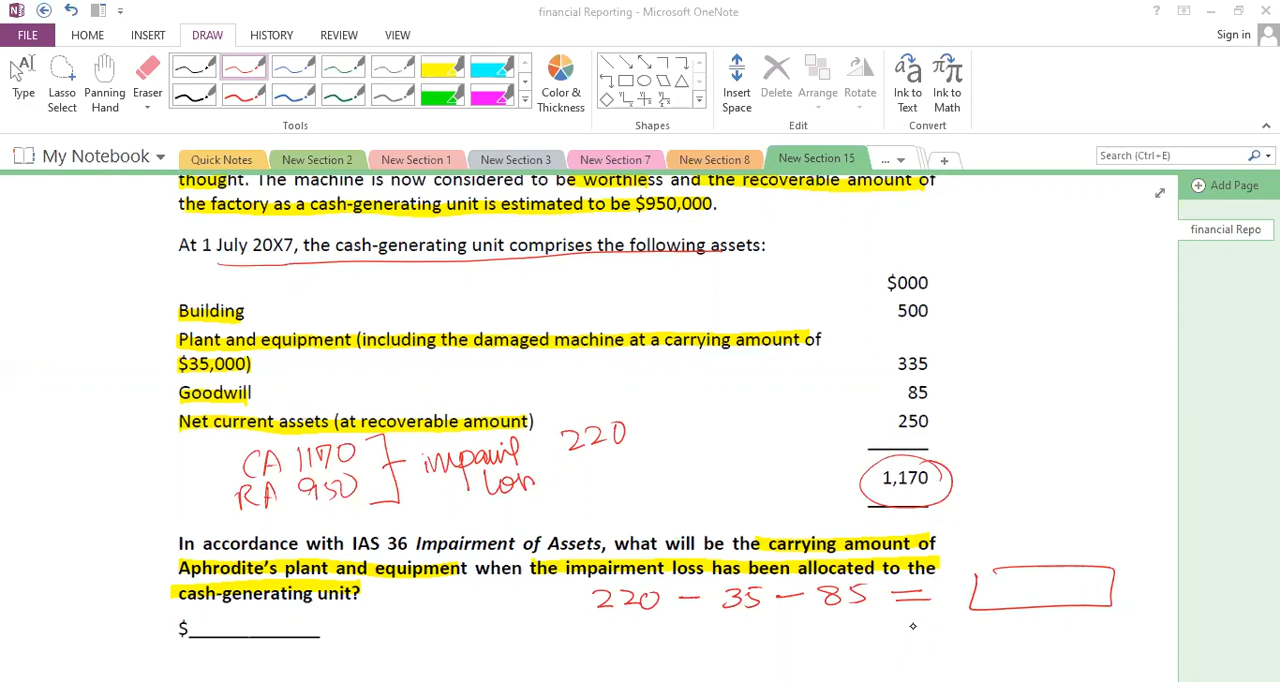 financial Reporting - Microsoft OneNote
?
Sign in
FILE HOME INSERT DRAW HISTORY REVIEW VIEW
Type
Lasso Select
Panning Hand
Eraser
Color & Thickness
Insert Space
Delete
Arrange
Rotate
Ink to Text
Ink to Math
Tools
Shapes
Edit
Convert
My Notebook
Quick Notes
New Section 2
New Section 1
New Section 3
New Section 7
New Section 8
New Section 15
...
+
Search (Ctrl+E)
Add Page
financial Repo
thought. The machine is now considered to be worthless and the recoverable amount of
the factory as a cash-generating unit is estimated to be $950,000.
At 1 July 20X7, the cash-generating unit comprises the following assets:
$000
Building 500
Plant and equipment (including the damaged machine at a carrying amount of
$35,000) 335
Goodwill 85
Net current assets (at recoverable amount) 250
CA 1170
RA 950
impairl
loss
220
1,170
In accordance with IAS 36 Impairment of Assets, what will be the carrying amount of
Aphrodite's plant and equipment when the impairment loss has been allocated to the
cash-generating unit?
220 - 35 - 85 =
$____________